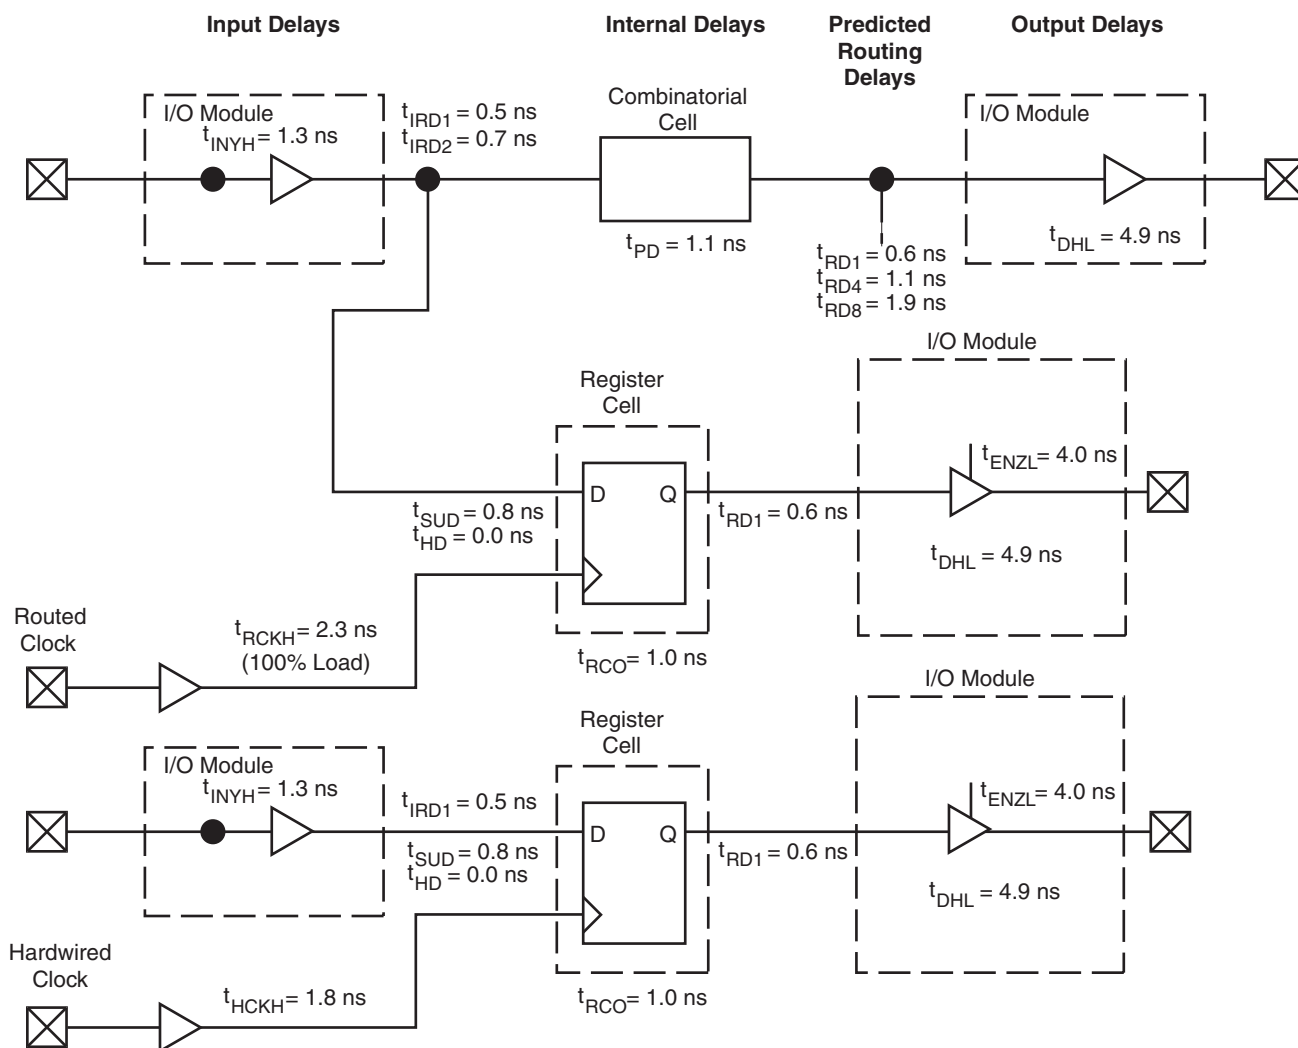 Input Delays
Internal Delays
Predicted
Routing
Delays
Output Delays
I/O Module
tINYH = 1.3 ns
tIRD1 = 0.5 ns
tIRD2 = 0.7 ns
Combinatorial
Cell
tPD = 1.1 ns
tRD1 = 0.6 ns
tRD4 = 1.1 ns
tRD8 = 1.9 ns
I/O Module
tDHL = 4.9 ns
Register
Cell
D
Q
tSUD = 0.8 ns
tHD = 0.0 ns
tRCO = 1.0 ns
tRD1 = 0.6 ns
I/O Module
tENZL = 4.0 ns
tDHL = 4.9 ns
Routed
Clock
tRCKH = 2.3 ns
(100% Load)
I/O Module
tINYH = 1.3 ns
tIRD1 = 0.5 ns
tSUD = 0.8 ns
tHD = 0.0 ns
Register
Cell
D
Q
tRCO = 1.0 ns
tRD1 = 0.6 ns
I/O Module
tENZL = 4.0 ns
tDHL = 4.9 ns
Hardwired
Clock
tHCKH = 1.8 ns